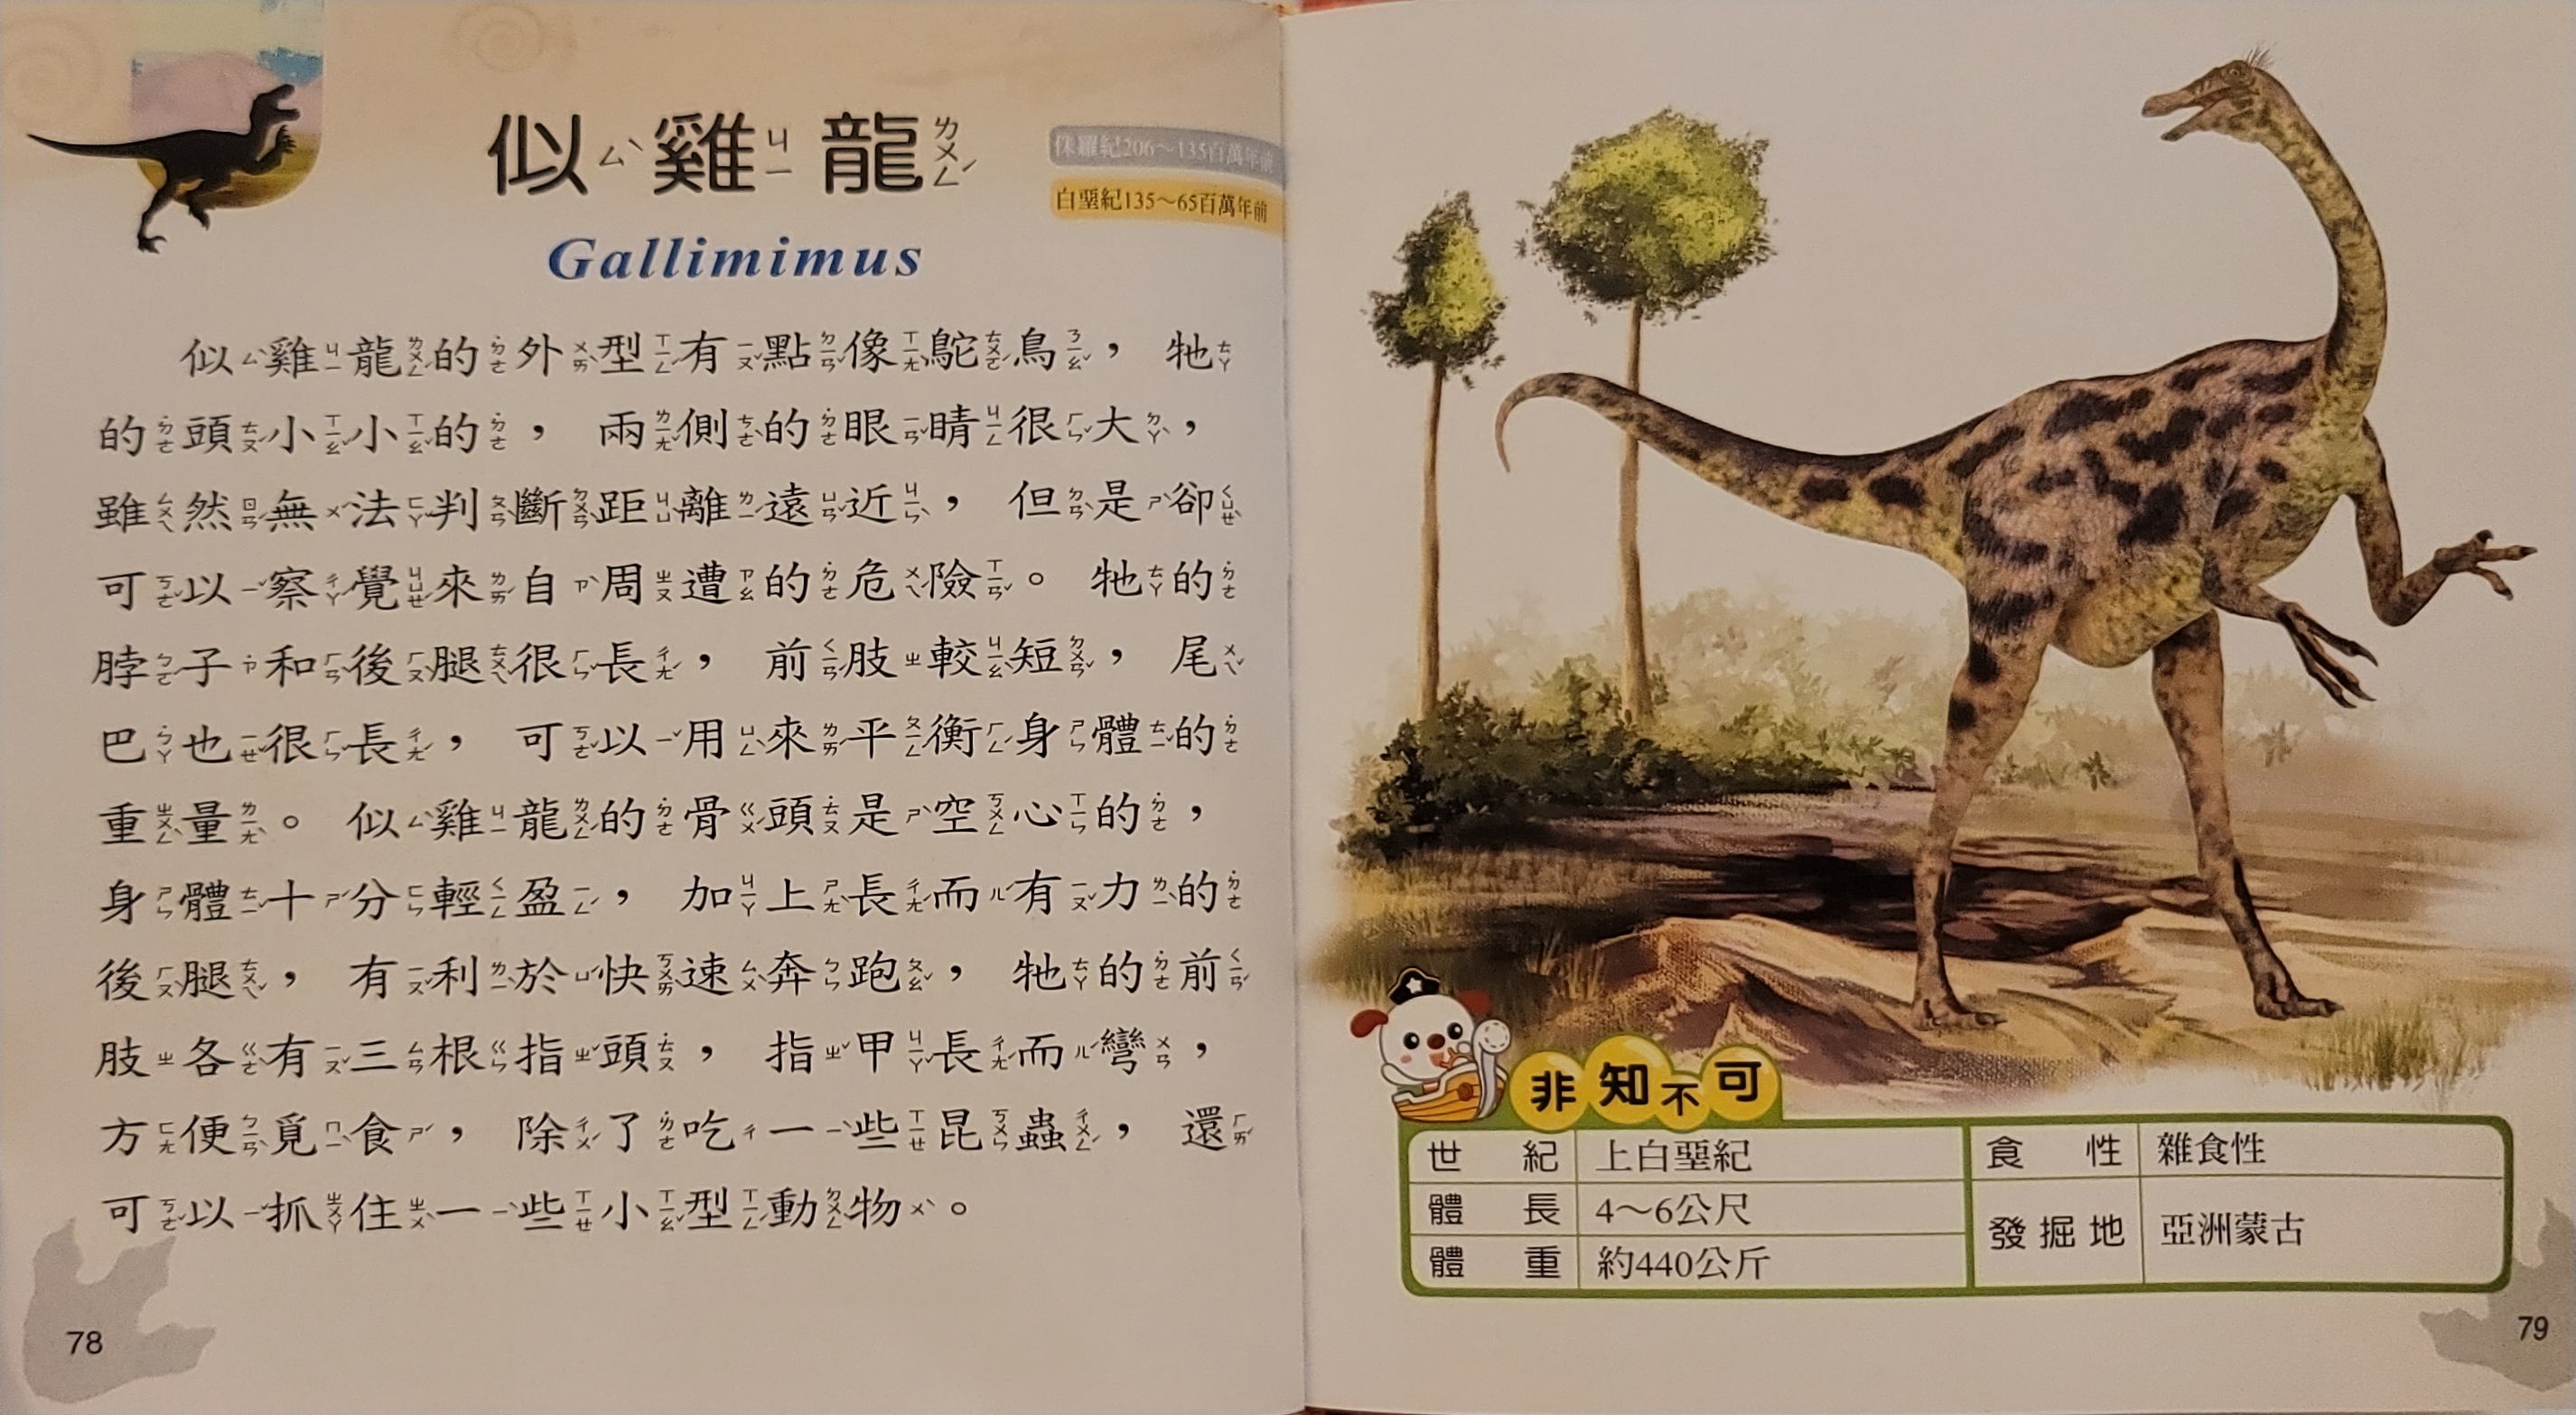 似雞龍
侏羅紀206～135百萬年前
白堊紀135～65百萬年前
Gallimimus
似雞龍的外型有點像鴕鳥，牠
的頭小小的，兩側的眼睛很大，
雖然無法判斷距離遠近，但是卻
可以察覺來自周遭的危險。牠的
脖子和後腿很長，前肢較短，尾
巴也很長，可以用來平衡身體的
重量。似雞龍的骨頭是空心的，
身體十分輕盈，加上長而有力的
後腿，有利於快速奔跑，牠的前
肢各有三根指頭，指甲長而彎，
方便覓食，除了吃一些昆蟲，還
可以抓住一些小型動物。
78
非知不可
世紀 上白堊紀
體長 4～6公尺
體重 約440公斤
食性 雜食性
發掘地 亞洲蒙古
79